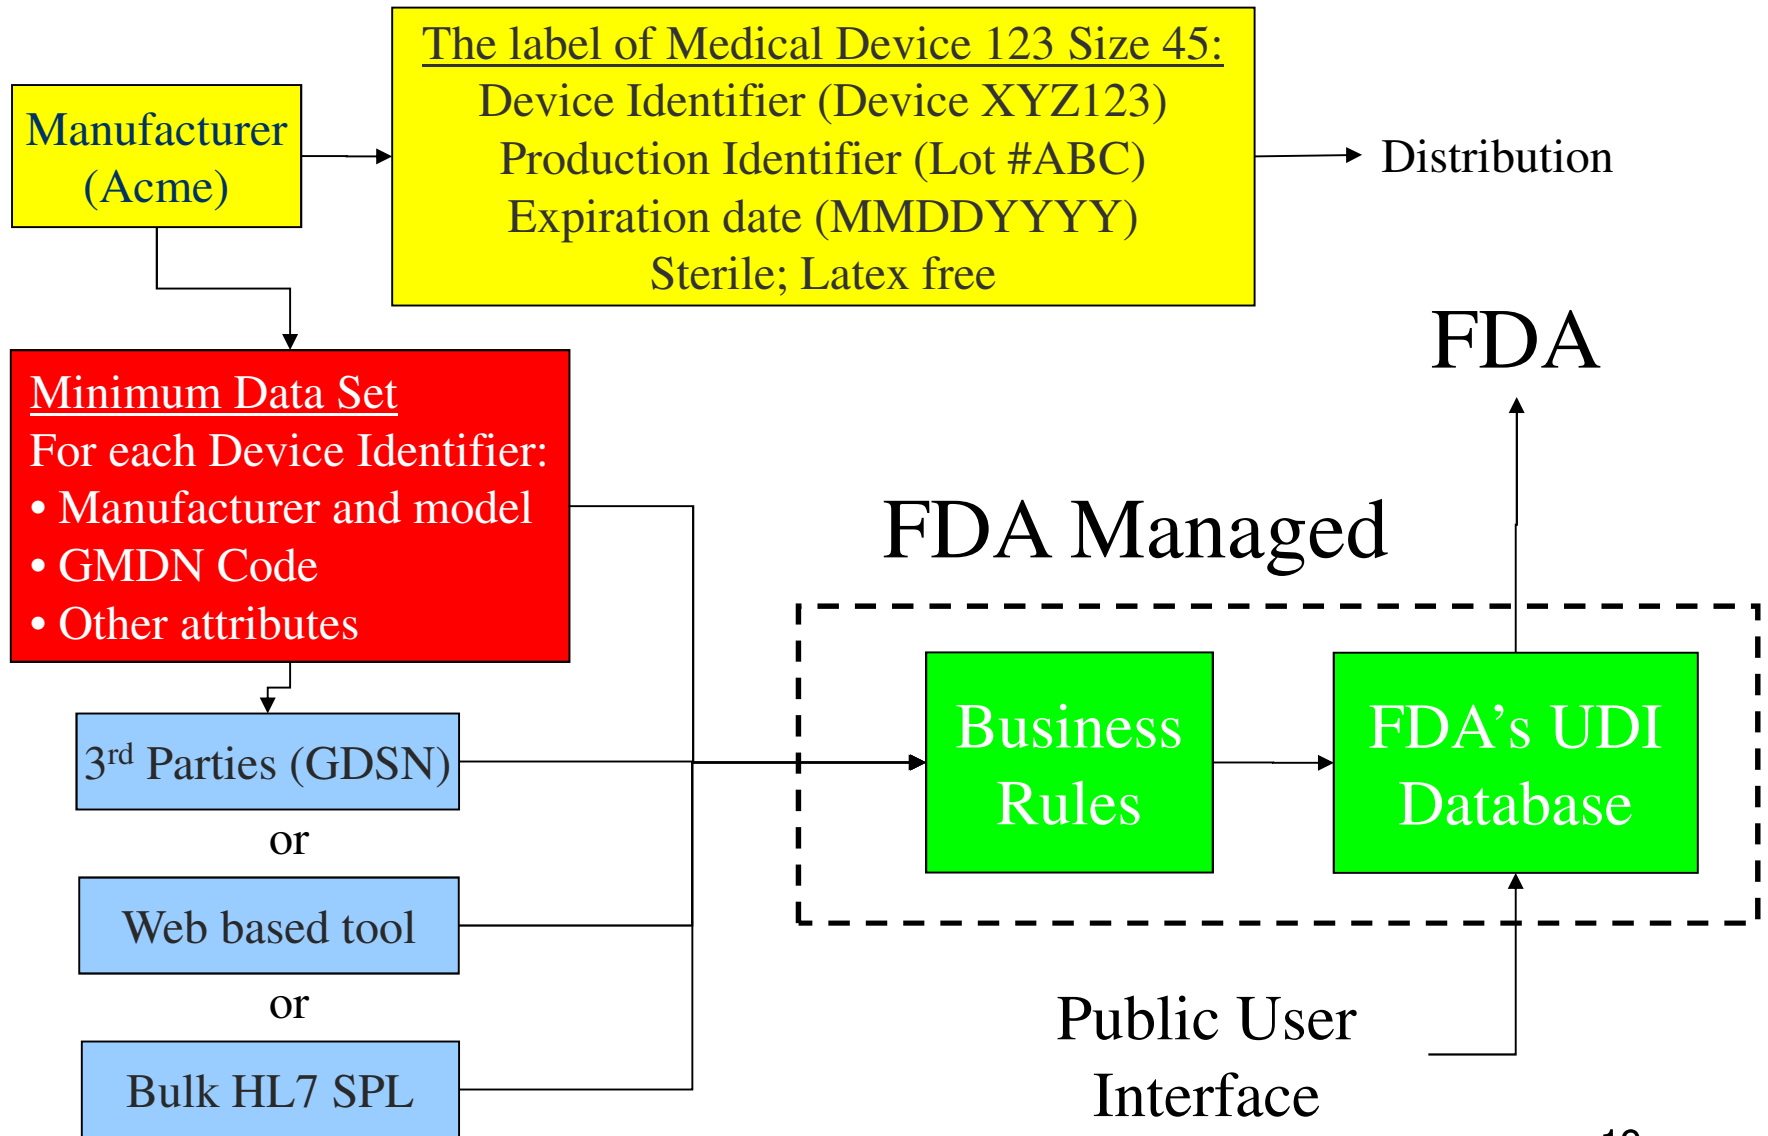 The label of Medical Device 123 Size 45:
Device Identifier (Device XYZ123)
Production Identifier (Lot #ABC)
Expiration date (MMDDYYYY)
Sterile; Latex free
Manufacturer
(Acme)
Distribution
FDA
Minimum Data Set
For each Device Identifier:
• Manufacturer and model
• GMDN Code
• Other attributes
FDA Managed
Business
Rules
FDA's UDI
Database
3rd Parties (GDSN)
or
Web based tool
or
Bulk HL7 SPL
Public User
Interface